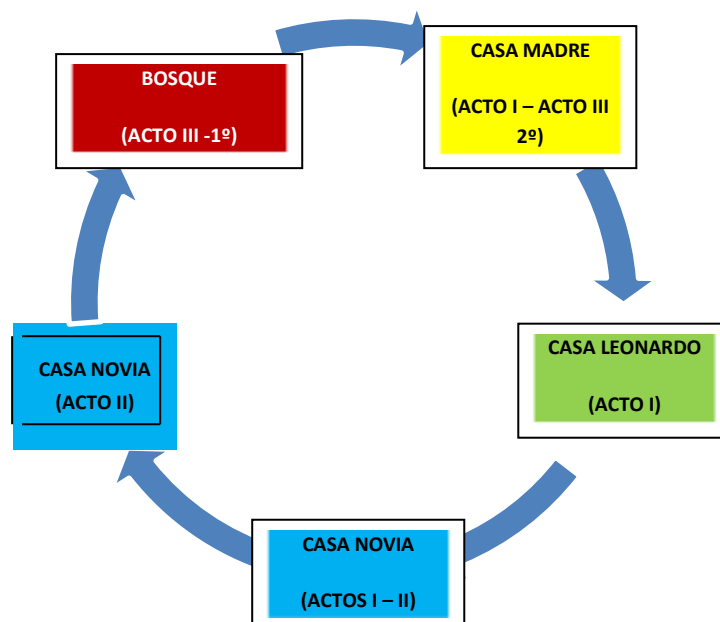 BOSQUE
(ACTO III -1º)
CASA MADRE
(ACTO I – ACTO III
2º)
CASA LEONARDO
(ACTO I)
CASA NOVIA
(ACTOS I – II)
CASA NOVIA
(ACTO II)